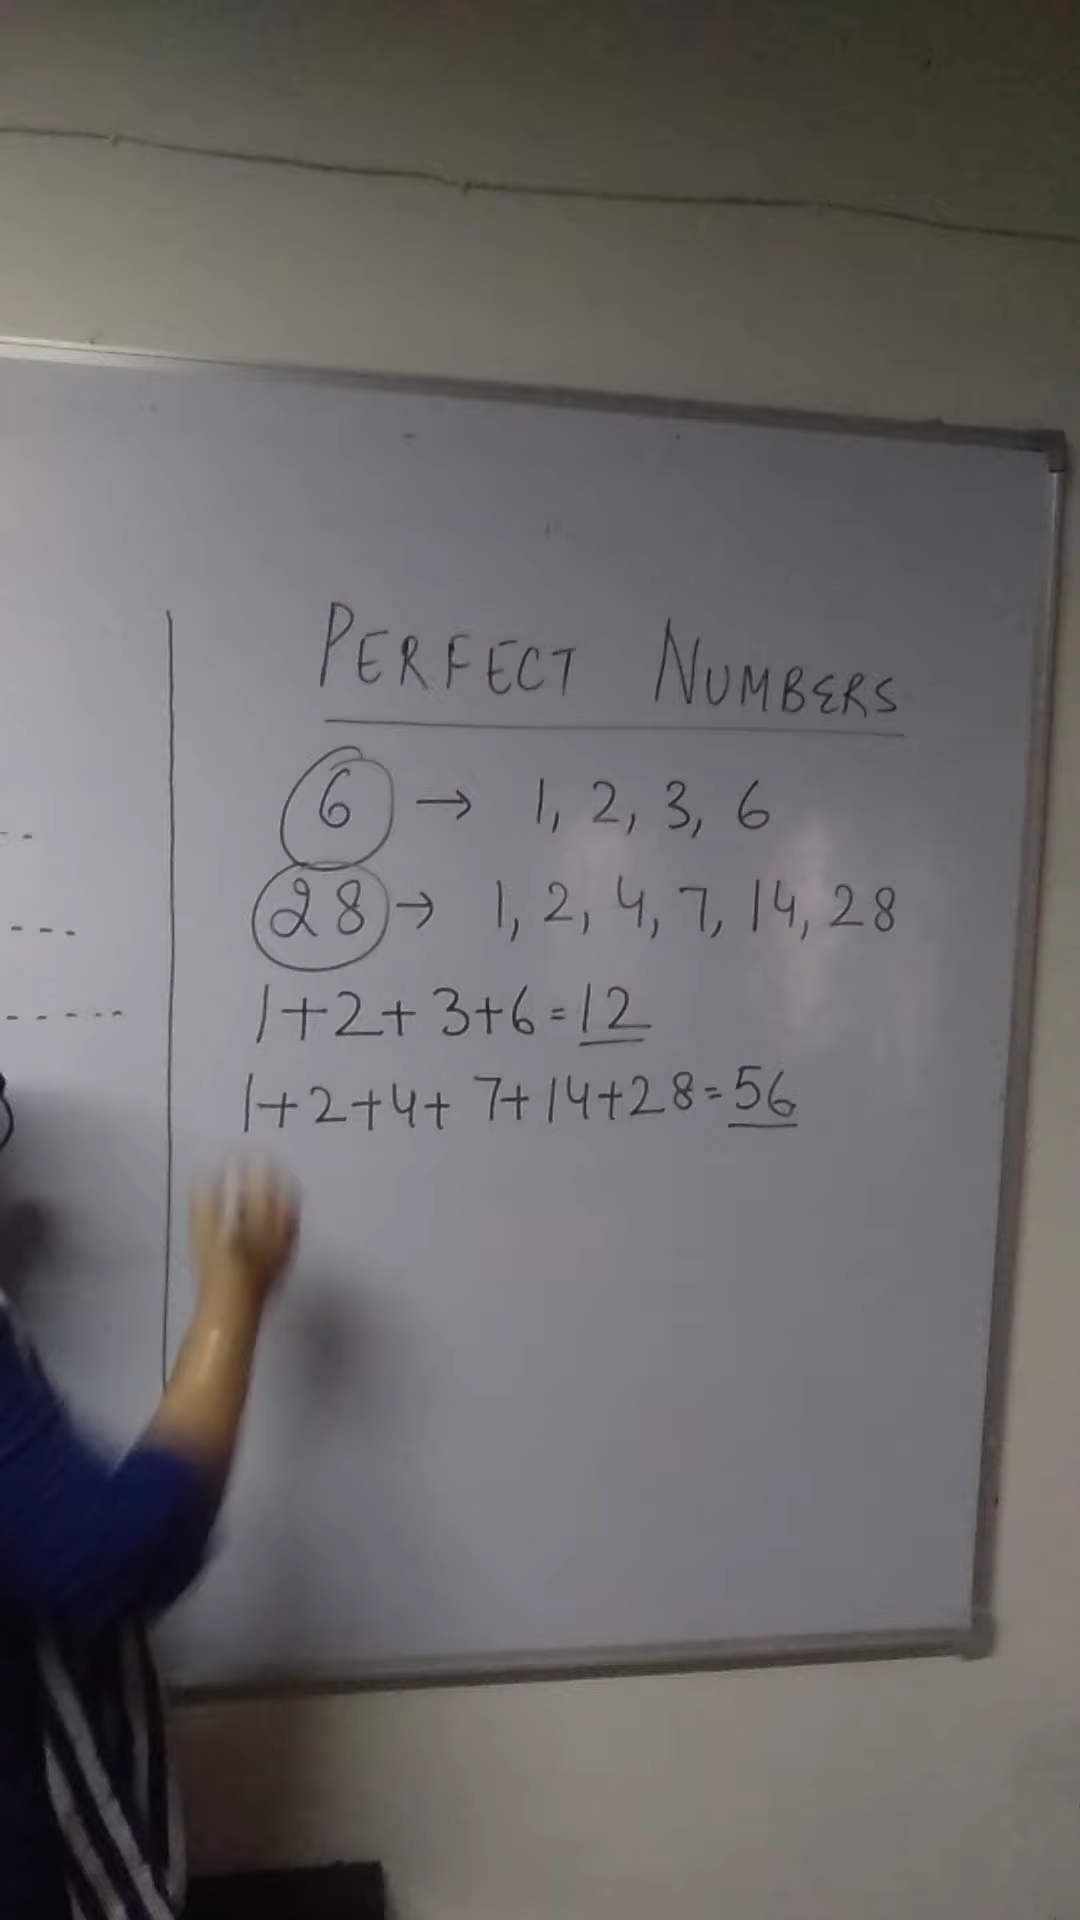 PERFECT NUMBERS
6 → 1, 2, 3, 6
28 → 1, 2, 4, 7, 14, 28
1+2+3+6=12
1+2+4+7+14+28=56